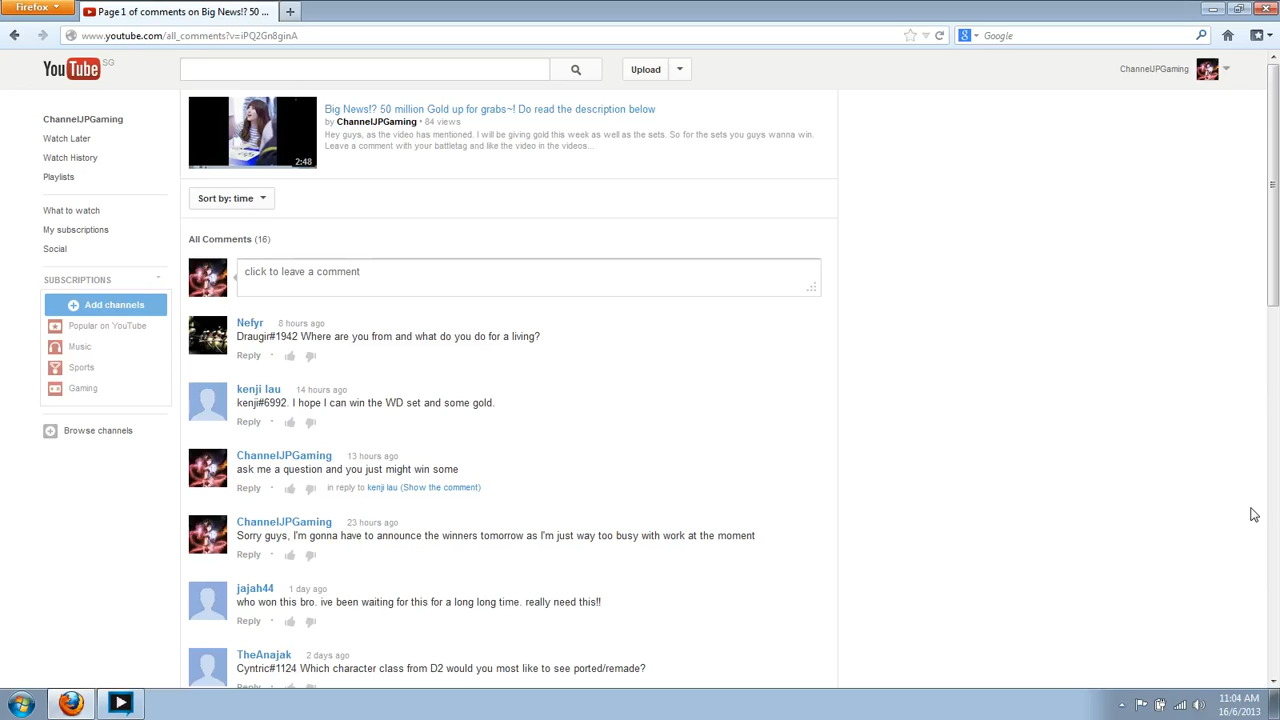 Firefox
Page 1 of comments on Big News!? 50 ...
www.youtube.com/all_comments?v=iPQ2Gn8ginA
Google
YouTube SG
Upload
ChannelJPGaming
ChannelJPGaming
Watch Later
Watch History
Playlists
What to watch
My subscriptions
Social
SUBSCRIPTIONS
Add channels
Popular on YouTube
Music
Sports
Gaming
Browse channels
2:48
Big News!? 50 million Gold up for grabs~! Do read the description below
by ChannelJPGaming • 84 views
Hey guys, as the video has mentioned. I will be giving gold this week as well as the sets. So for the sets you guys wanna win.
Leave a comment with your battletag and like the video in the videos...
Sort by: time
All Comments (16)
click to leave a comment
Nefyr 8 hours ago
Draugir#1942 Where are you from and what do you do for a living?
Reply
kenji lau 14 hours ago
kenji#6992. I hope I can win the WD set and some gold.
Reply
ChannelJPGaming 13 hours ago
ask me a question and you just might win some
Reply in reply to kenji lau (Show the comment)
ChannelJPGaming 23 hours ago
Sorry guys, I'm gonna have to announce the winners tomorrow as I'm just way too busy with work at the moment
Reply
jajah44 1 day ago
who won this bro. ive been waiting for this for a long long time. really need this!!
Reply
TheAnajak 2 days ago
Cyntric#1124 Which character class from D2 would you most like to see ported/remade?
Reply
11:04 AM
16/6/2013